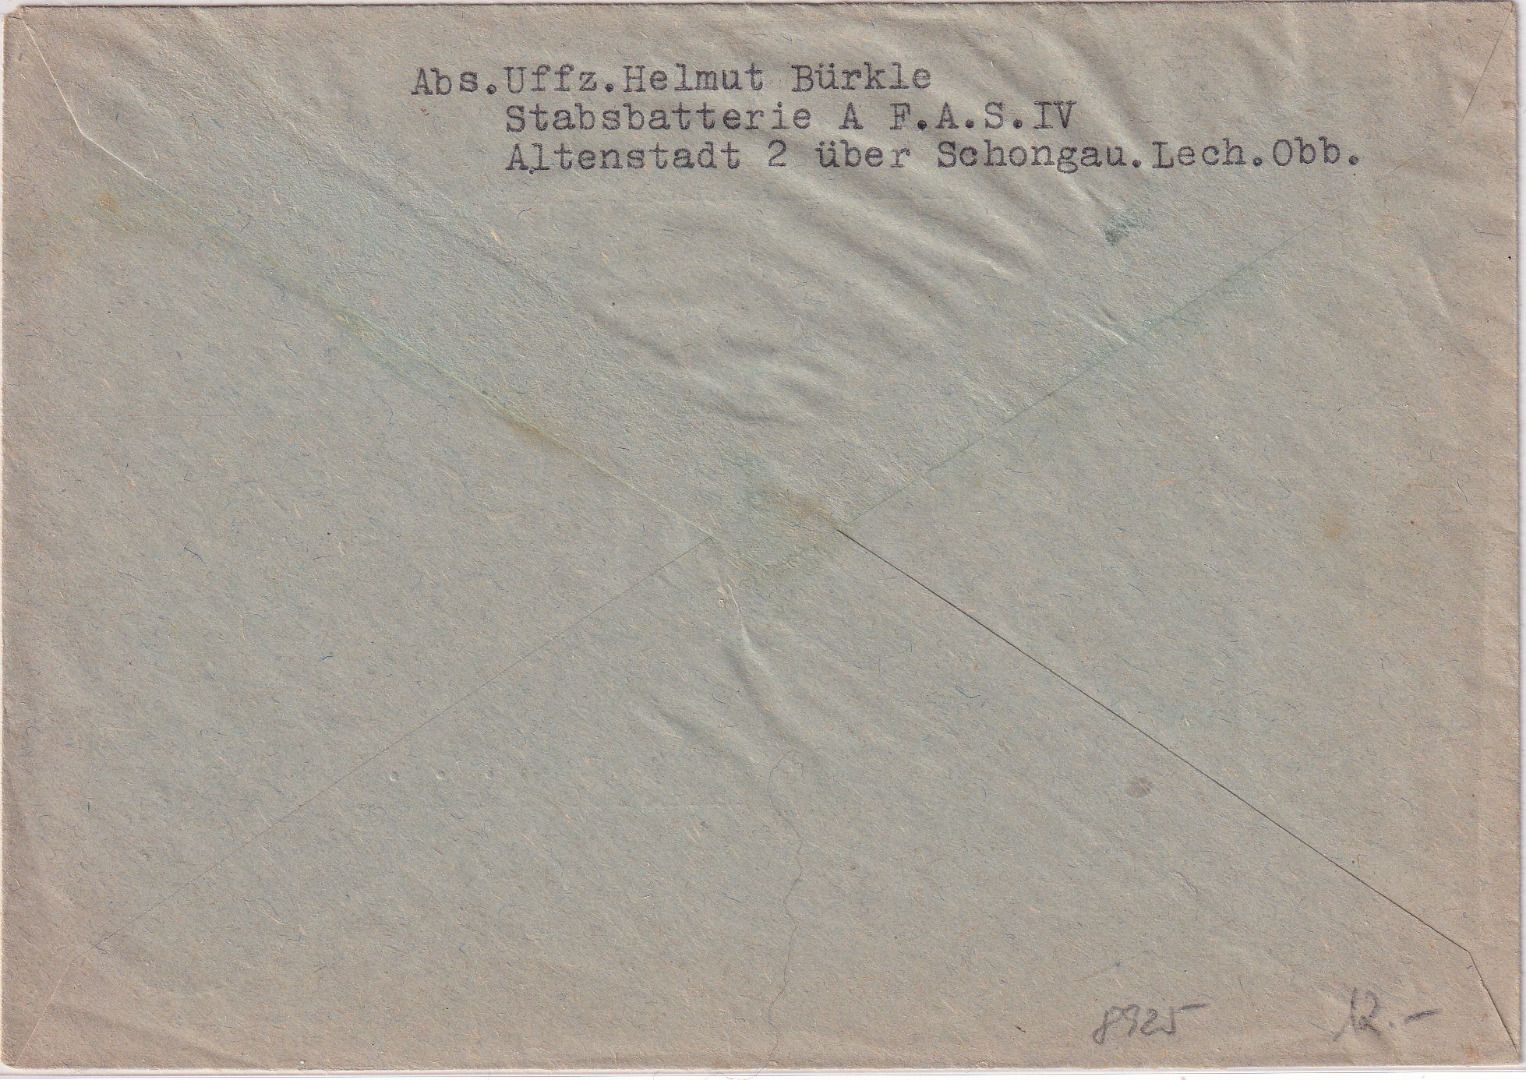 Abs.Uffz.Helmut Bürkle
Stabsbatterie A F.A.S.IV
Altenstadt 2 über Schongau.Lech.Obb.
8925 12.-